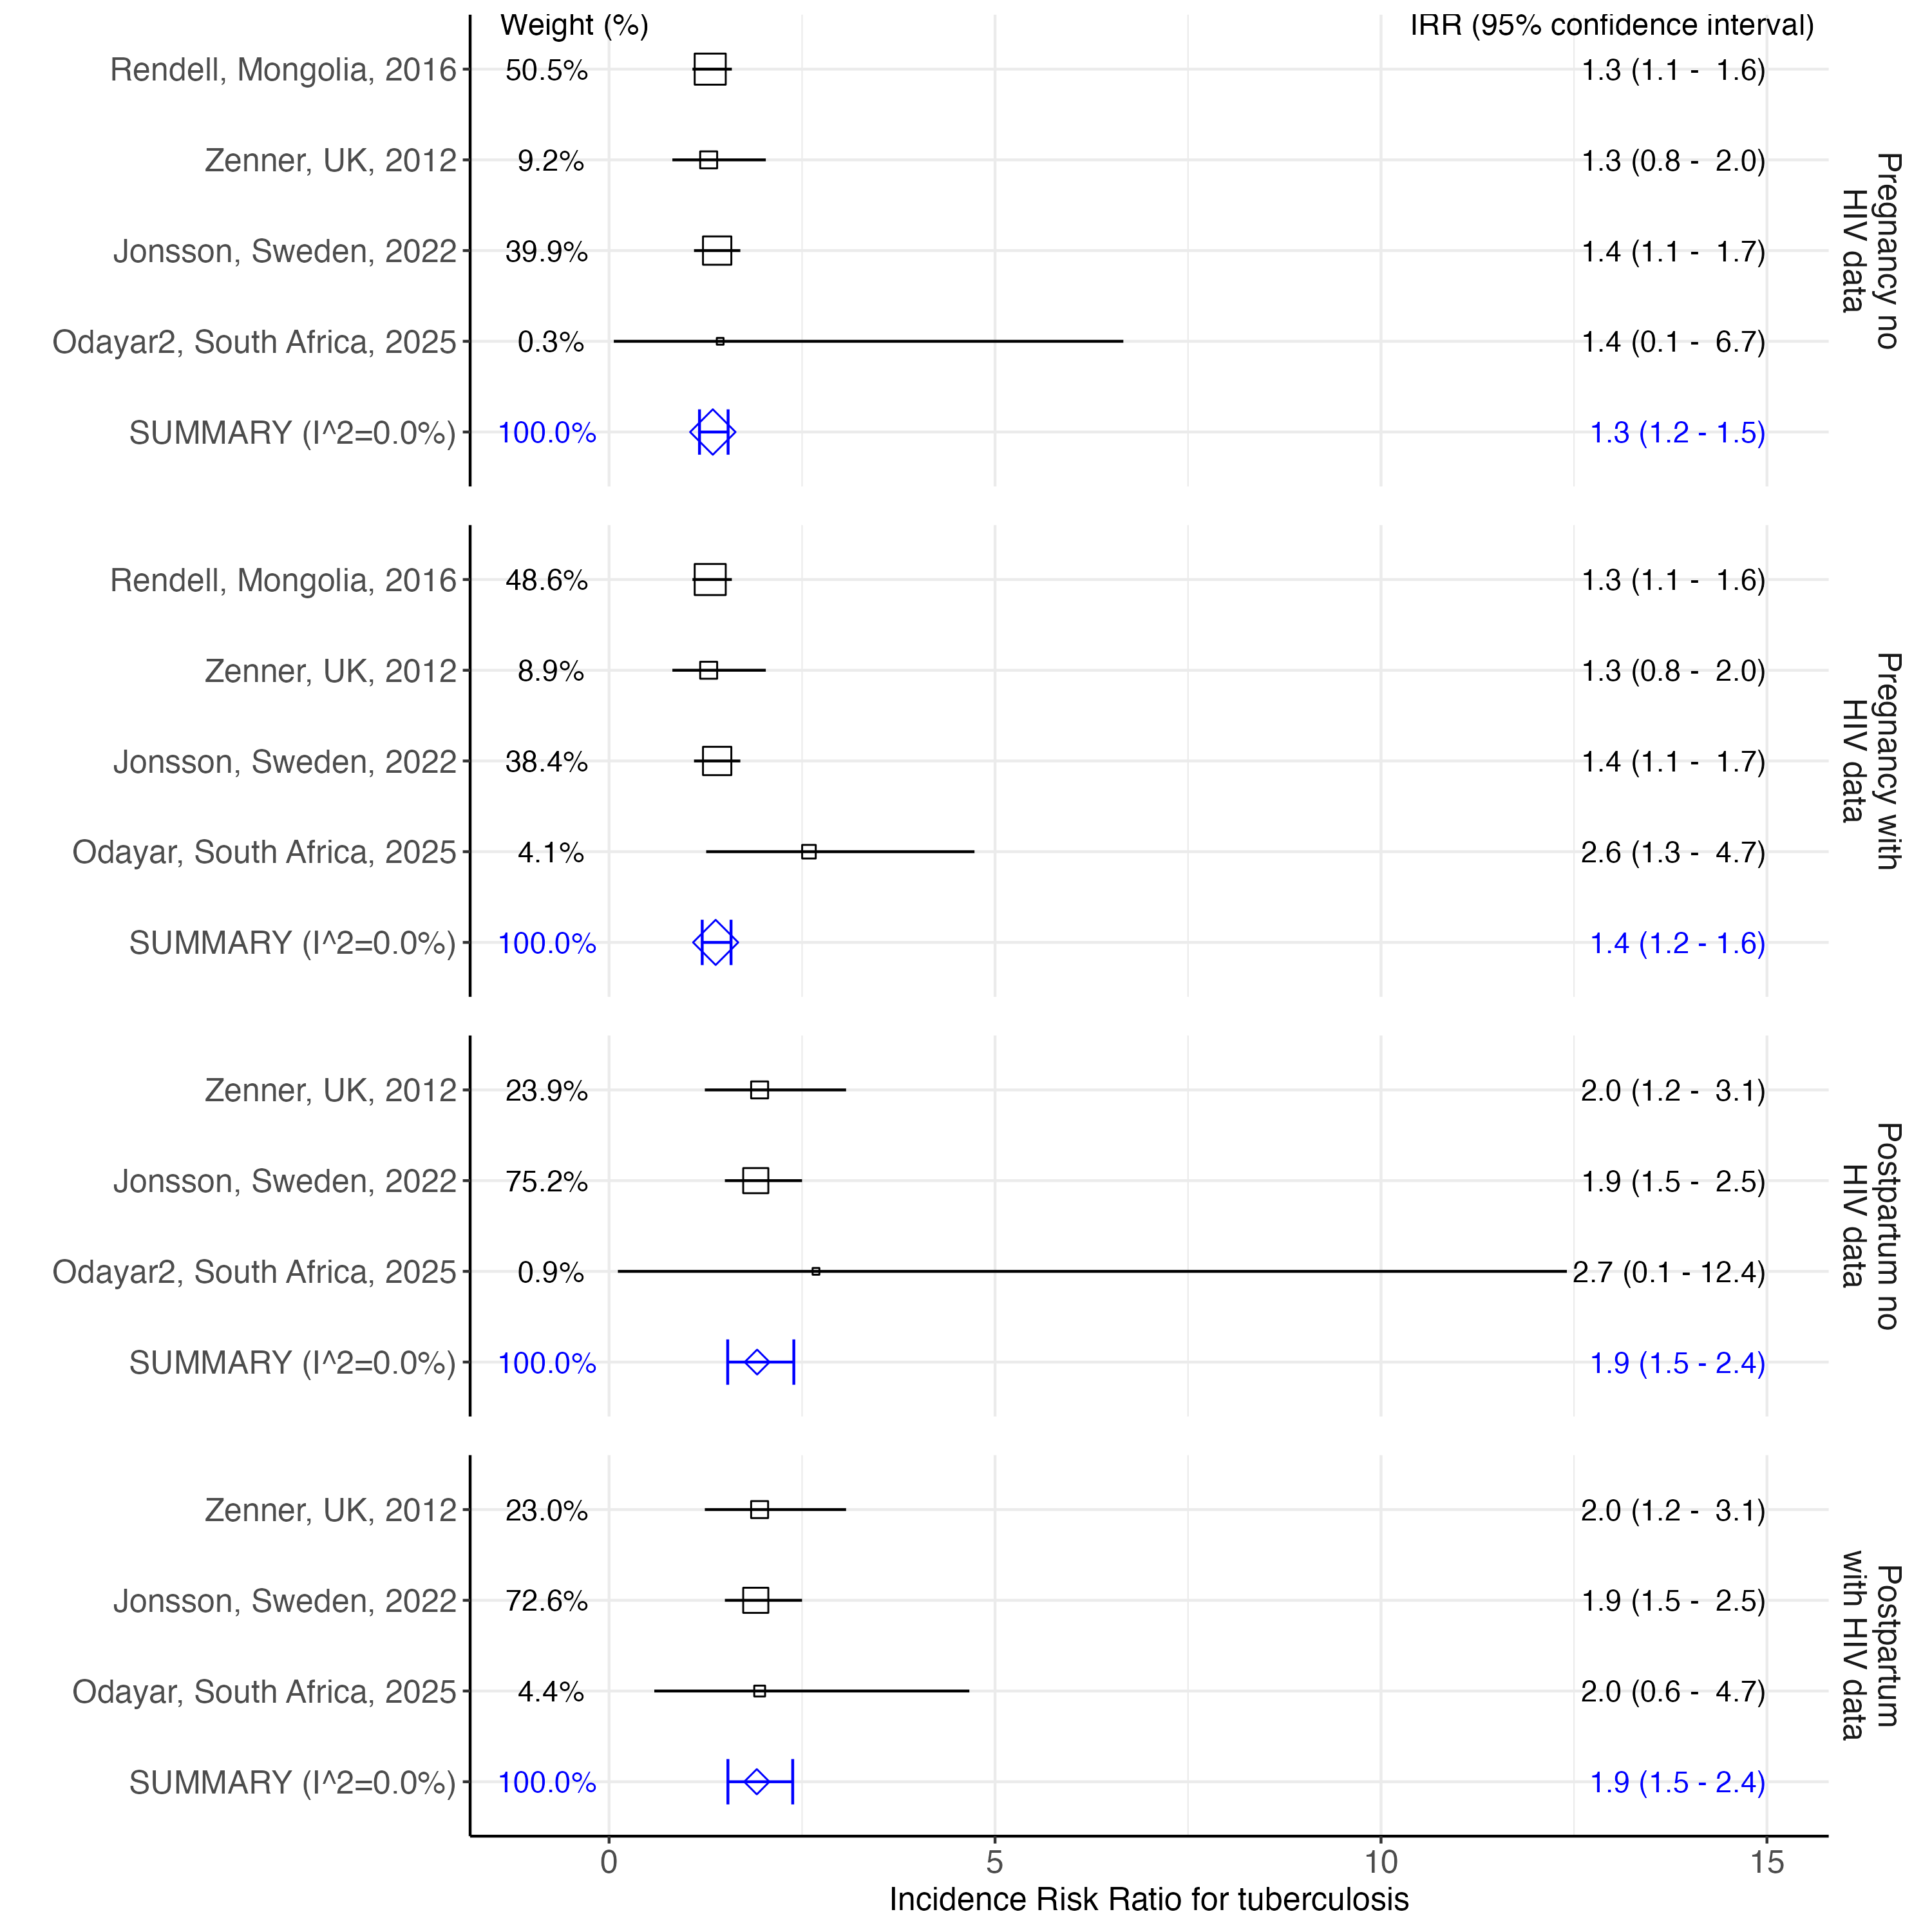 Weight (%) IRR (95% confidence interval)
Rendell, Mongolia, 2016 50.5% 1.3 (1.1 - 1.6)
Zenner, UK, 2012 9.2% 1.3 (0.8 - 2.0)
Jonsson, Sweden, 2022 39.9% 1.4 (1.1 - 1.7)
Odayar2, South Africa, 2025 0.3% 1.4 (0.1 - 6.7)
SUMMARY (I^2=0.0%) 100.0% 1.3 (1.2 - 1.5)
Pregnancy no
HIV data
Rendell, Mongolia, 2016 48.6% 1.3 (1.1 - 1.6)
Zenner, UK, 2012 8.9% 1.3 (0.8 - 2.0)
Jonsson, Sweden, 2022 38.4% 1.4 (1.1 - 1.7)
Odayar, South Africa, 2025 4.1% 2.6 (1.3 - 4.7)
SUMMARY (I^2=0.0%) 100.0% 1.4 (1.2 - 1.6)
Pregnancy with
HIV data
Zenner, UK, 2012 23.9% 2.0 (1.2 - 3.1)
Jonsson, Sweden, 2022 75.2% 1.9 (1.5 - 2.5)
Odayar2, South Africa, 2025 0.9% 2.7 (0.1 - 12.4)
SUMMARY (I^2=0.0%) 100.0% 1.9 (1.5 - 2.4)
Postpartum no
HIV data
Zenner, UK, 2012 23.0% 2.0 (1.2 - 3.1)
Jonsson, Sweden, 2022 72.6% 1.9 (1.5 - 2.5)
Odayar, South Africa, 2025 4.4% 2.0 (0.6 - 4.7)
SUMMARY (I^2=0.0%) 100.0% 1.9 (1.5 - 2.4)
Postpartum
with HIV data
0 5 10 15
Incidence Risk Ratio for tuberculosis